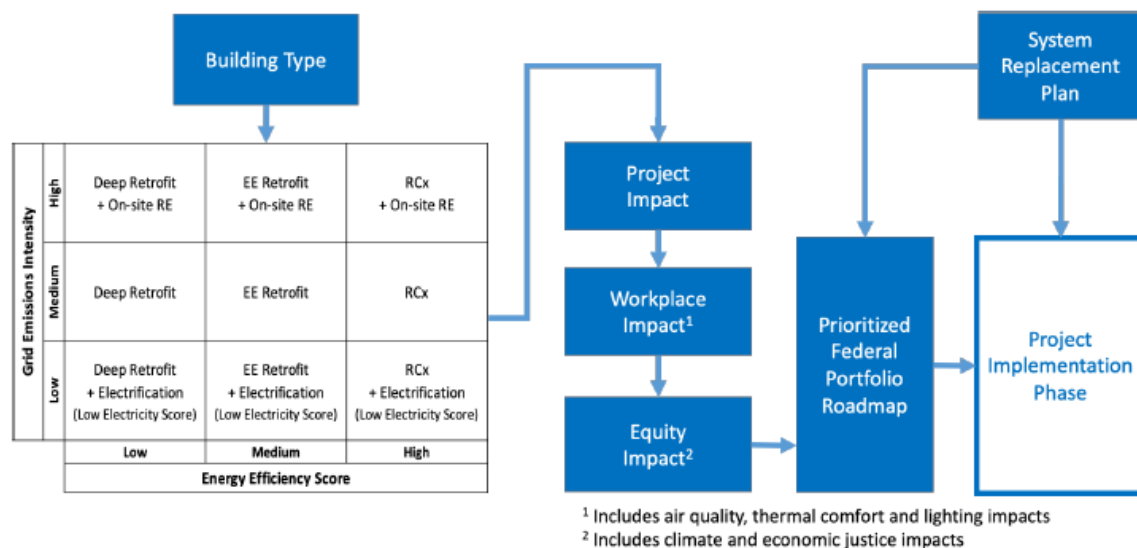 Building Type
System
Replacement
Plan
Grid Emissions Intensity
High
Deep Retrofit
+ On-site RE
EE Retrofit
+ On-site RE
RCx
+ On-site RE
Medium
Deep Retrofit
EE Retrofit
RCx
Low
Deep Retrofit
+ Electrification
(Low Electricity Score)
EE Retrofit
+ Electrification
(Low Electricity Score)
RCx
+ Electrification
(Low Electricity Score)
Low
Medium
High
Energy Efficiency Score
Project
Impact
Workplace
Impact¹
Equity
Impact²
Prioritized
Federal
Portfolio
Roadmap
Project
Implementation
Phase
¹ Includes air quality, thermal comfort and lighting impacts
² Includes climate and economic justice impacts